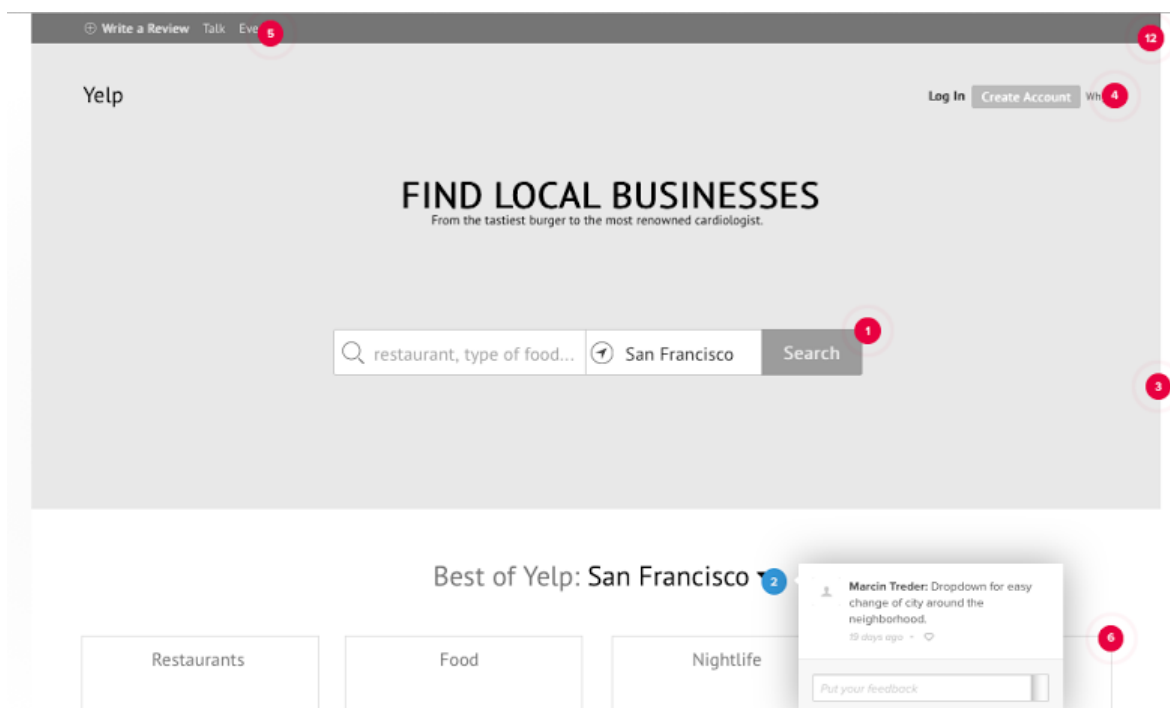 Write a Review Talk 5 12
Yelp Log In Create Account 4
FIND LOCAL BUSINESSES
From the tastiest burger to the most renowned cardiologist.
1
restaurant, type of food... San Francisco Search
3
Best of Yelp: San Francisco 2
Marcin Treder: Dropdown for easy
change of city around the
neighborhood.
19 days ago •
6
Restaurants Food Nightlife
Put your feedback